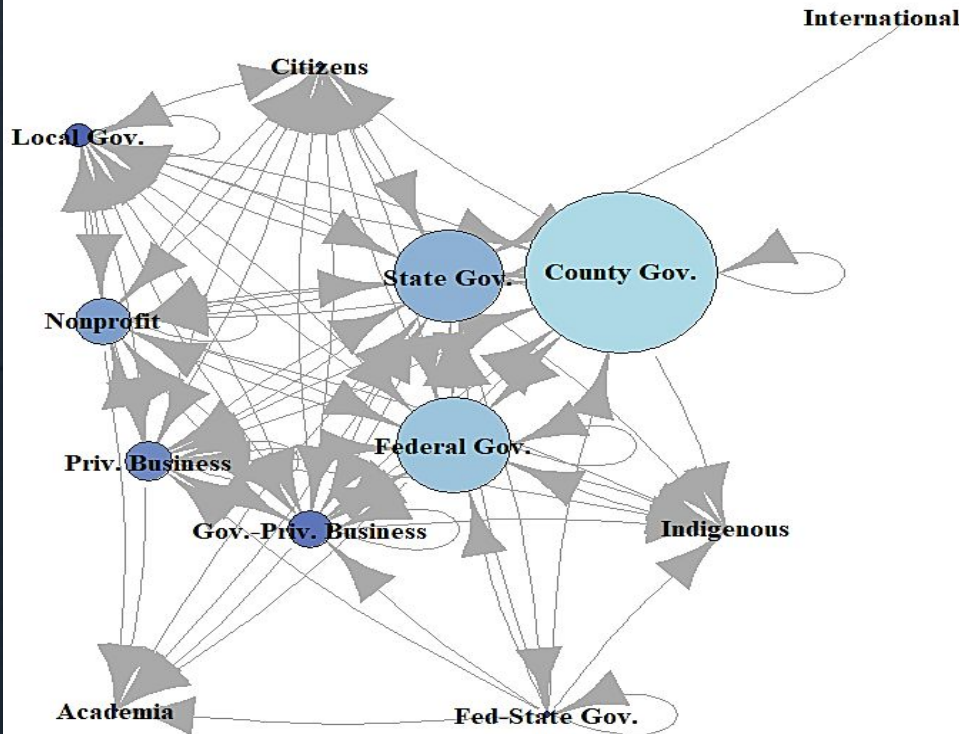 International
Citizens
Local Gov.
State Gov.
County Gov.
Nonprofit
Federal Gov.
Priv. Business
Gov.-Priv. Business
Indigenous
Academia
Fed-State Gov.